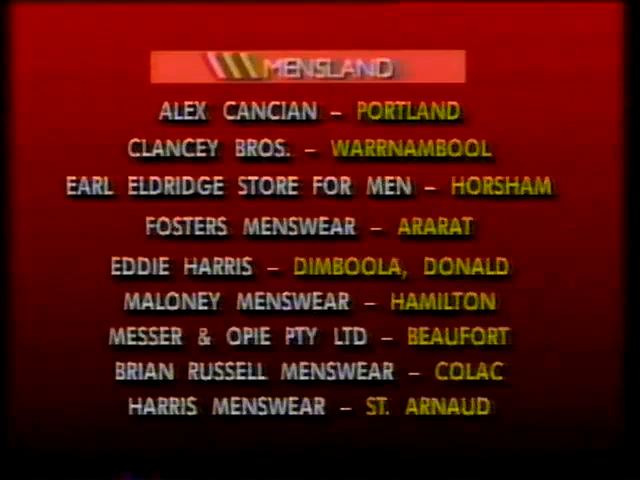 MENSLAND
ALEX CANCIAN – PORTLAND
CLANCEY BROS. – WARRNAMBOOL
EARL ELDRIDGE STORE FOR MEN – HORSHAM
FOSTERS MENSWEAR – ARARAT
EDDIE HARRIS – DIMBOOLA, DONALD
MALONEY MENSWEAR – HAMILTON
MESSER & OPIE PTY LTD – BEAUFORT
BRIAN RUSSELL MENSWEAR – COLAC
HARRIS MENSWEAR – ST. ARNAUD